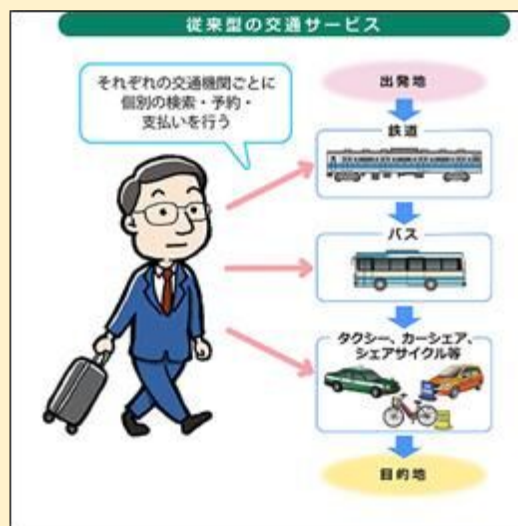 従来型の交通サービス
それぞれの交通機関ごとに
個別の検索・予約・
支払いを行う
出発地
鉄道
バス
タクシー、カーシェア、
シェアサイクル等
目的地